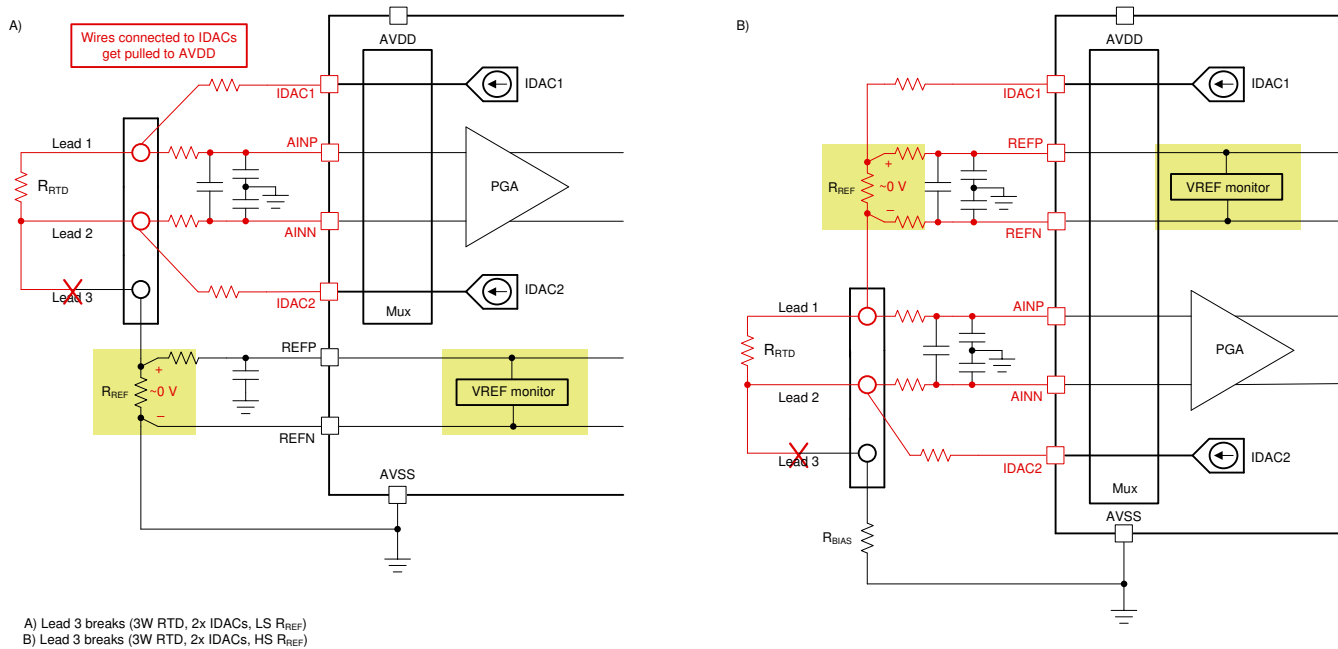 A)
Wires connected to IDACs
get pulled to AVDD
AVDD
IDAC1
IDAC1
Lead 1
AINP
RRTD
PGA
Lead 2
AINN
Lead 3
IDAC2
IDAC2
Mux
REFP
RREF
+
~0 V
–
VREF monitor
REFN
AVSS
B)
AVDD
IDAC1
IDAC1
REFP
RREF
+
~0 V
–
VREF monitor
REFN
Lead 1
AINP
RRTD
PGA
Lead 2
AINN
Lead 3
IDAC2
IDAC2
Mux
AVSS
RBIAS
A) Lead 3 breaks (3W RTD, 2x IDACs, LS RREF)
B) Lead 3 breaks (3W RTD, 2x IDACs, HS RREF)